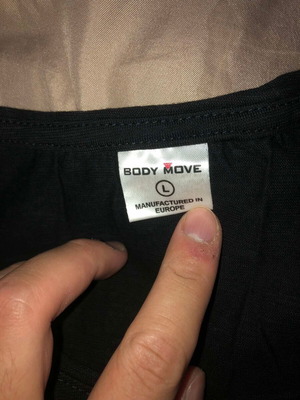 BODY MOVE
L
MANUFACTURED IN
EUROPE